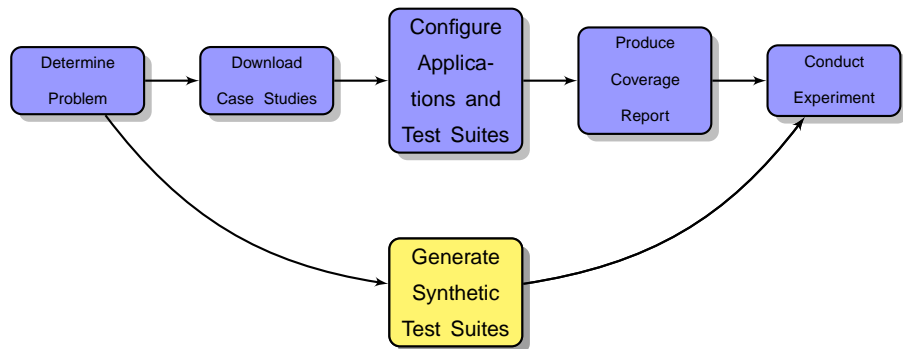 Determine
Problem
Download
Case Studies
Configure
Applica-
tions and
Test Suites
Produce
Coverage
Report
Conduct
Experiment
Generate
Synthetic
Test Suites